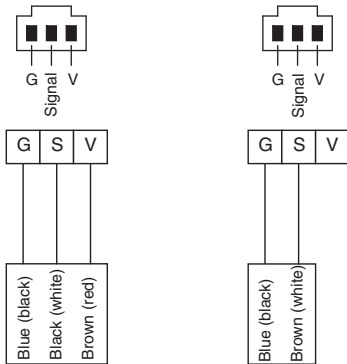 G Signal V
G S V
Blue (black)
Black (white)
Brown (red)
G Signal V
G S V
Blue (black)
Brown (white)